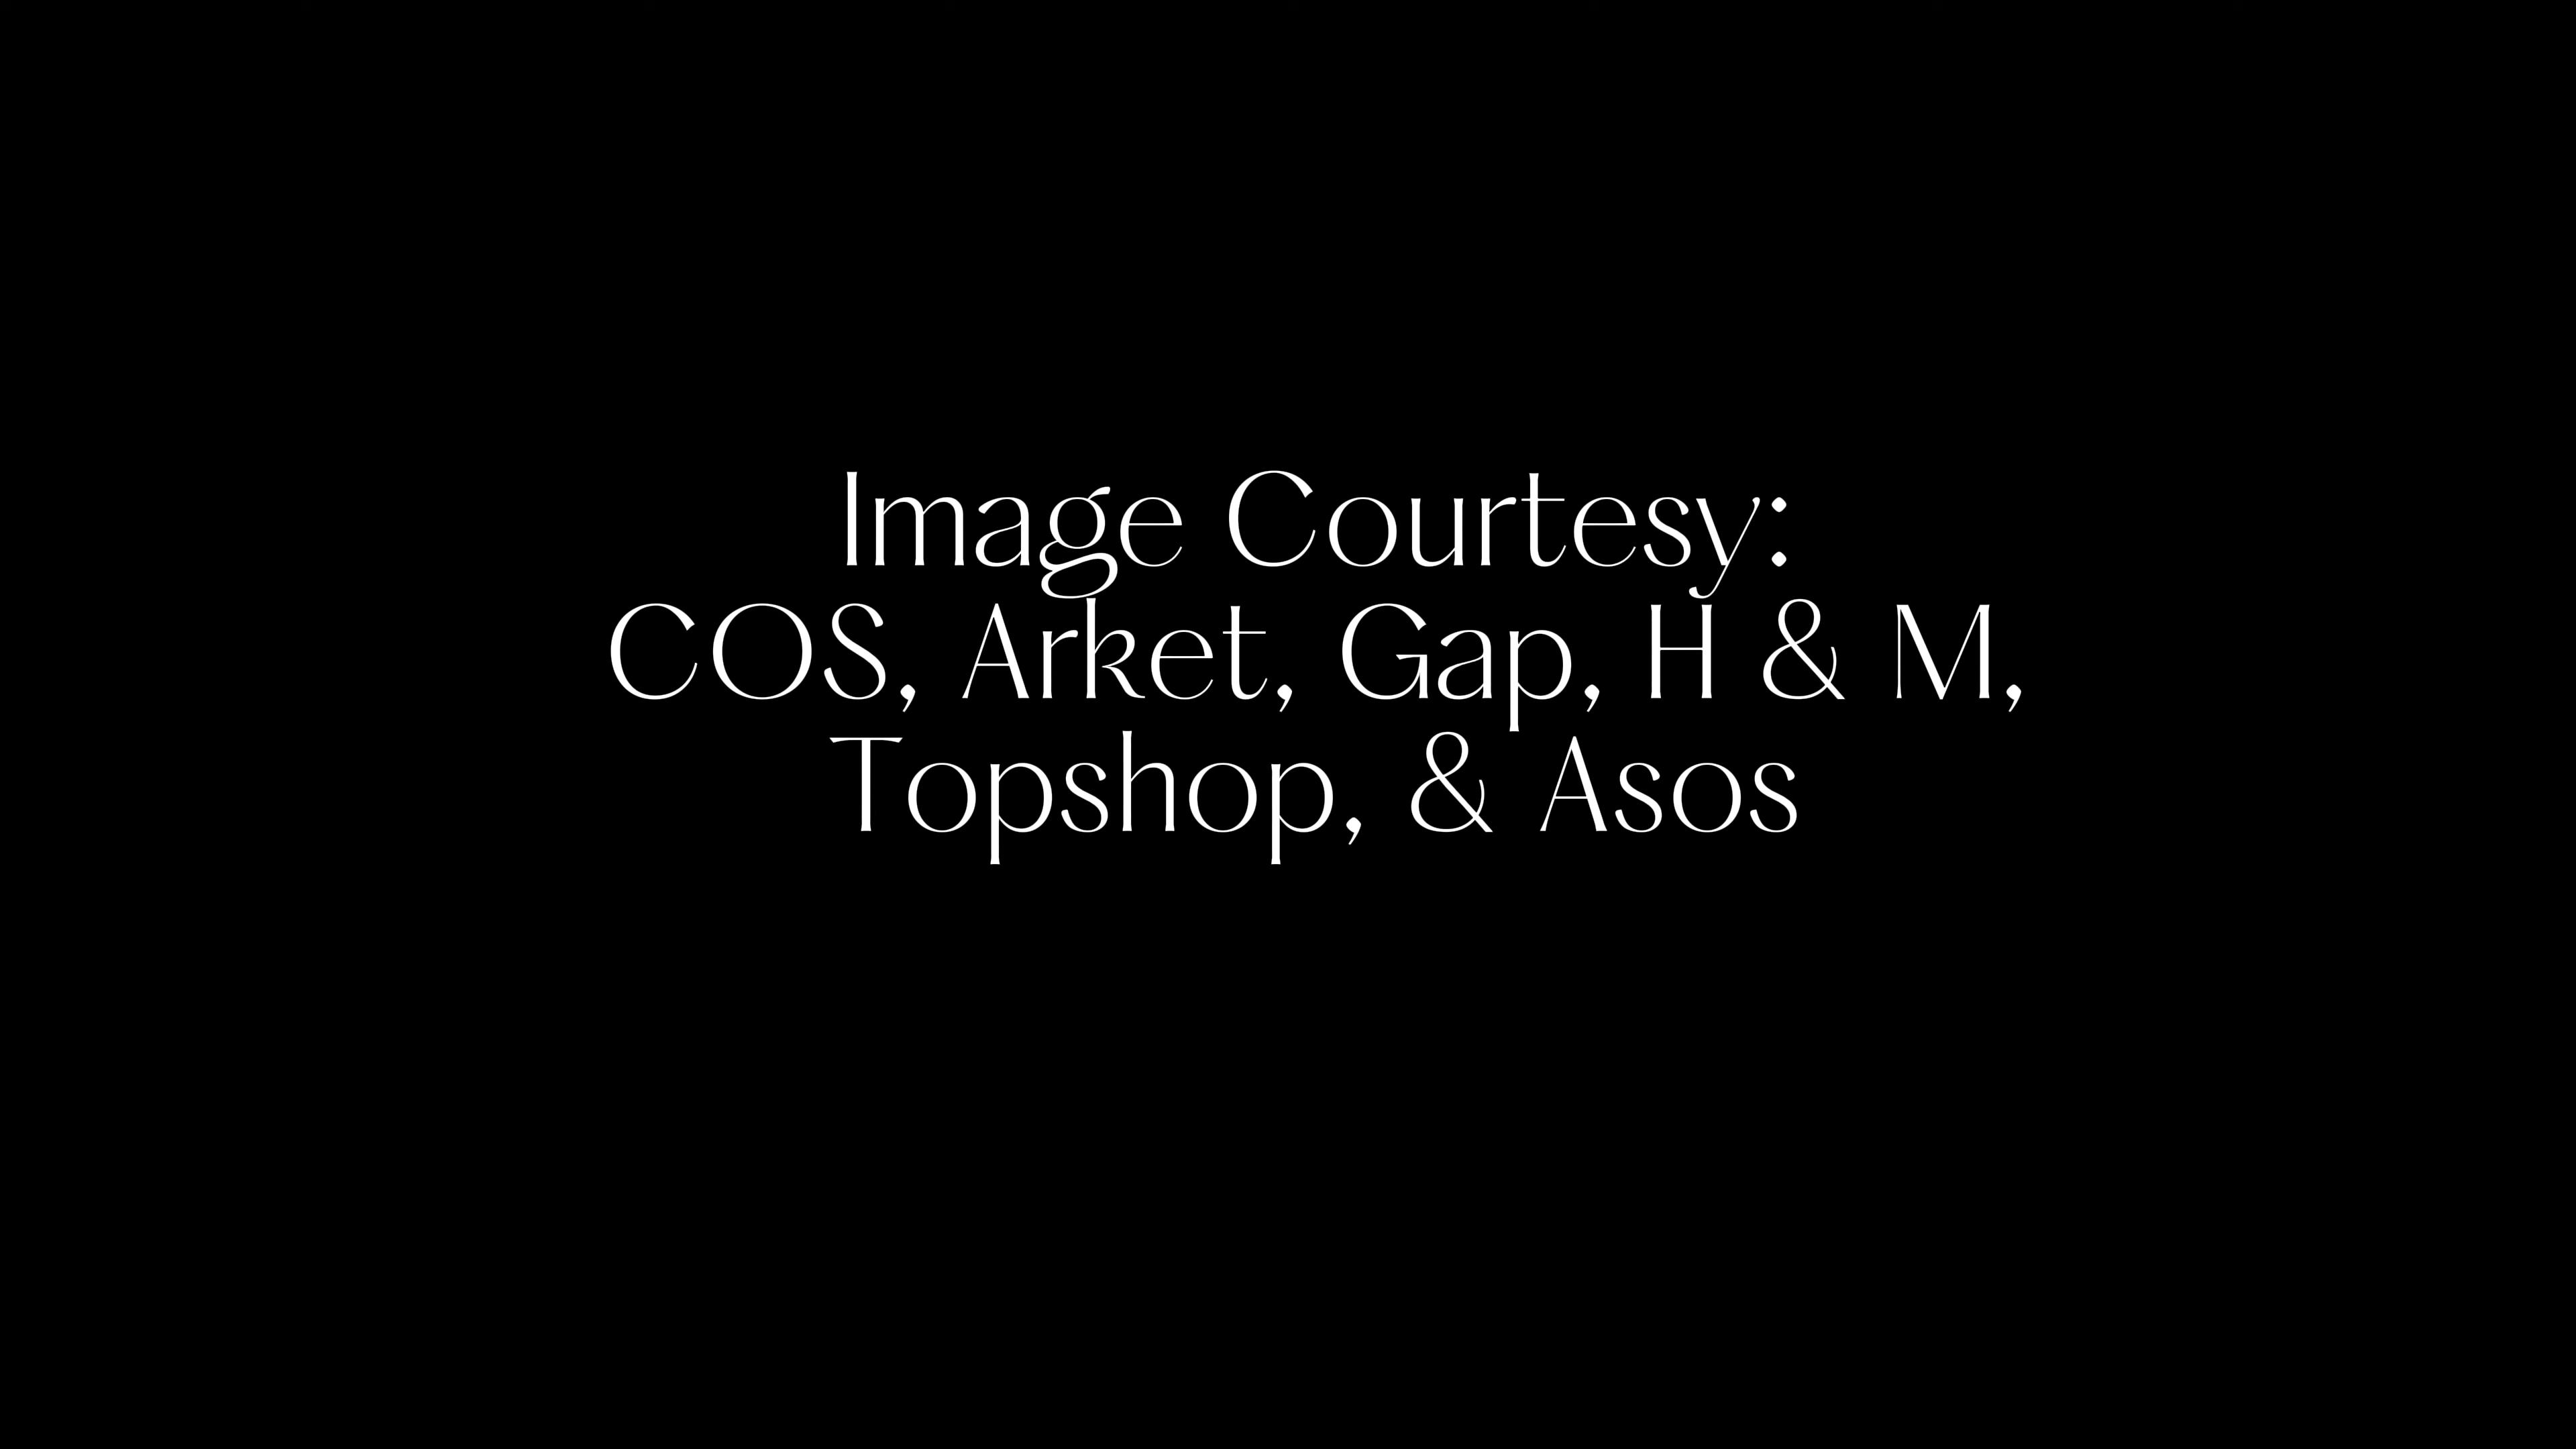 Image Courtesy:
COS, Arket, Gap, H & M,
Topshop, & Asos